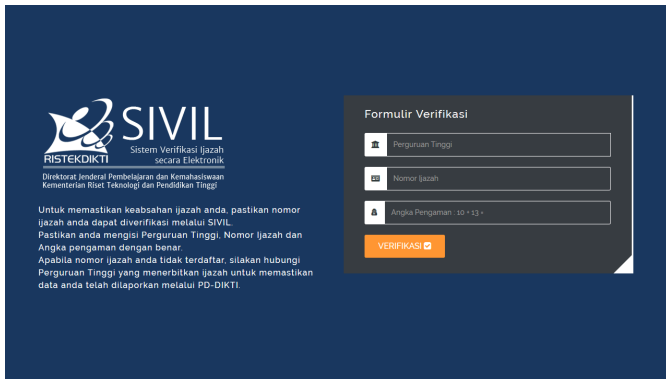 SIVIL
Sistem Verifikasi Ijazah
secara Elektronik
RISTEKDIKTI
Direktorat Jenderal Pembelajaran dan Kemahasiswaan
Kementerian Riset Teknologi dan Pendidikan Tinggi
Untuk memastikan keabsahan ijazah anda, pastikan nomor
ijazah anda dapat diverifikasi melalui SIVIL.
Pastikan anda mengisi Perguruan Tinggi, Nomor Ijazah dan
Angka pengaman dengan benar.
Apabila nomor ijazah anda tidak terdaftar, silakan hubungi
Perguruan Tinggi yang menerbitkan ijazah untuk memastikan
data anda telah dilaporkan melalui PD-DIKTI.
Formulir Verifikasi
Perguruan Tinggi
Nomor Ijazah
Angka Pengaman : 10 + 13 =
VERIFIKASI